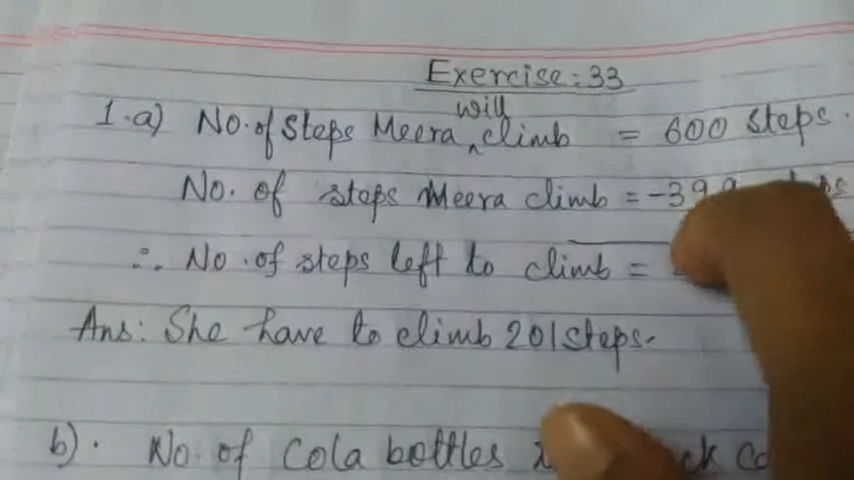 Exercise:33
1.a) No.of Steps Meera will climb = 600 Steps.
No. of steps Meera climb = -399
∴ No. of steps left to climb =
Ans: She have to climb 201 steps.
b). No. of Cola bottles